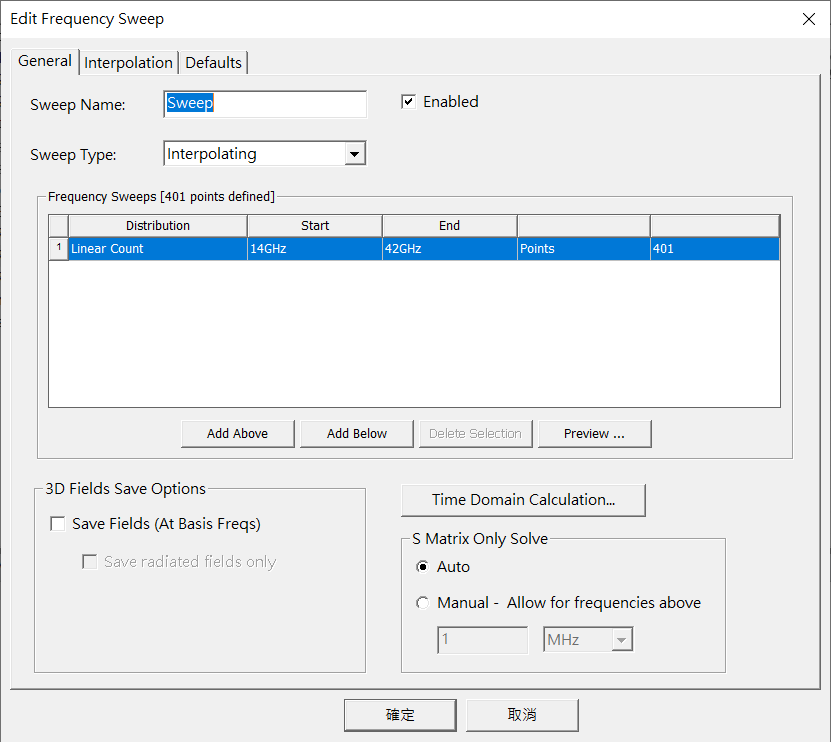 Edit Frequency Sweep
General Interpolation Defaults
Sweep Name: Sweep Enabled
Sweep Type: Interpolating
Frequency Sweeps [401 points defined]
Distribution Start End
1 Linear Count 14GHz 42GHz Points 401
Add Above Add Below Delete Selection Preview ...
3D Fields Save Options
Save Fields (At Basis Freqs)
Save radiated fields only
Time Domain Calculation...
S Matrix Only Solve
Auto
Manual - Allow for frequencies above
1 MHz
確定 取消